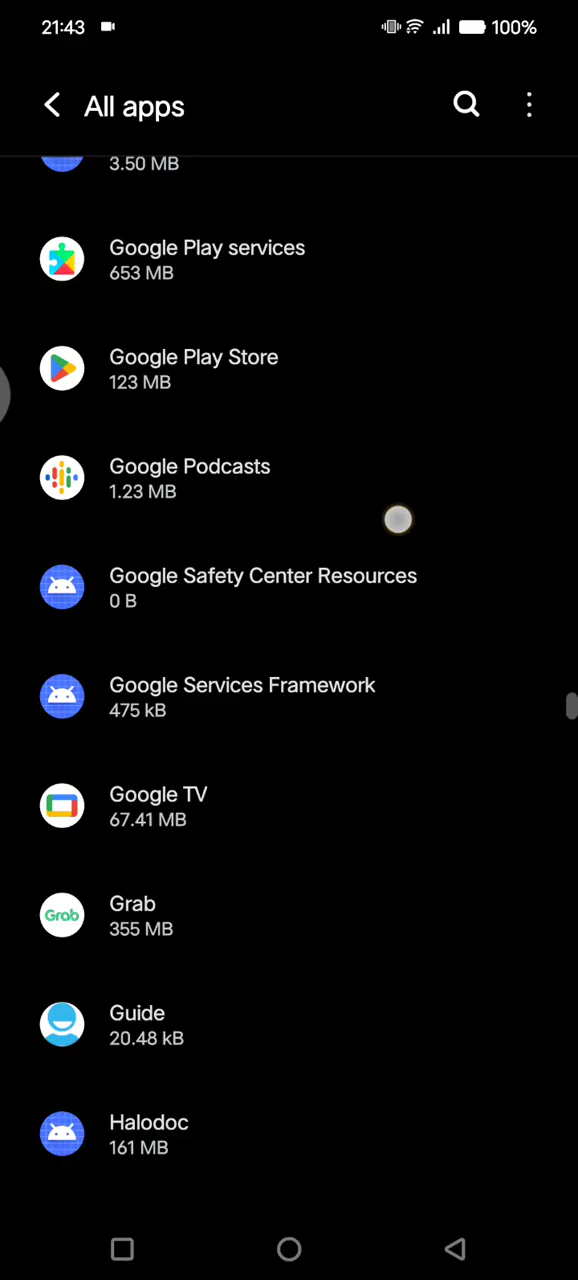 21:43
100%
All apps
3.50 MB
Google Play services
653 MB
Google Play Store
123 MB
Google Podcasts
1.23 MB
Google Safety Center Resources
0 B
Google Services Framework
475 kB
Google TV
67.41 MB
Grab
Grab
355 MB
Guide
20.48 kB
Halodoc
161 MB